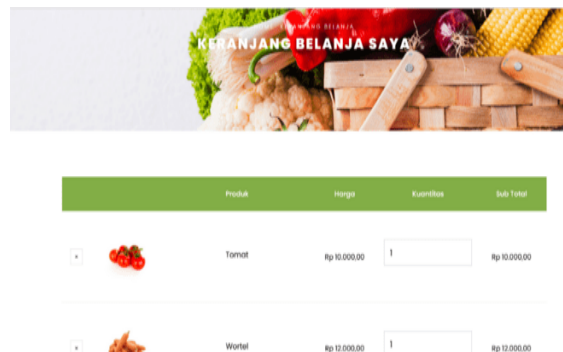 KERANJANG BELANJA
KERANJANG BELANJA SAYA
Produk Harga Kuantitas Sub Total
Tomat Rp 10.000,00 1 Rp 10.000,00
Wortel Rp 12.000,00 1 Rp 12.000,00